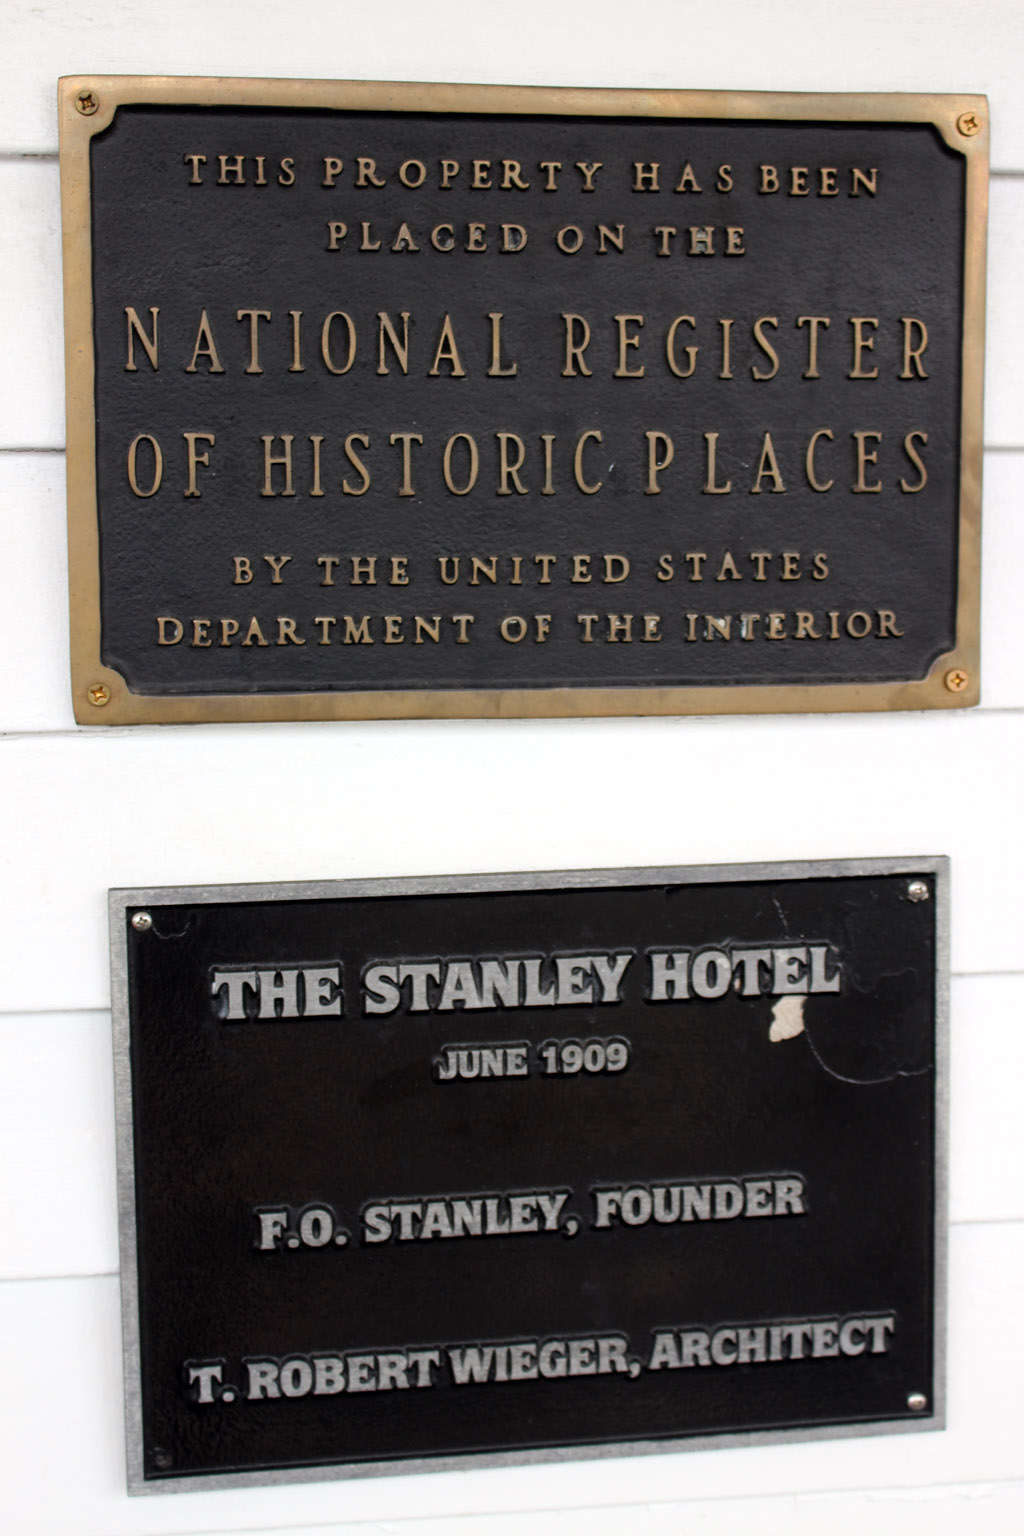 THIS PROPERTY HAS BEEN
PLACED ON THE
NATIONAL REGISTER
OF HISTORIC PLACES
BY THE UNITED STATES
DEPARTMENT OF THE INTERIOR
THE STANLEY HOTEL
JUNE 1909
F.O. STANLEY, FOUNDER
T. ROBERT WIEGER, ARCHITECT